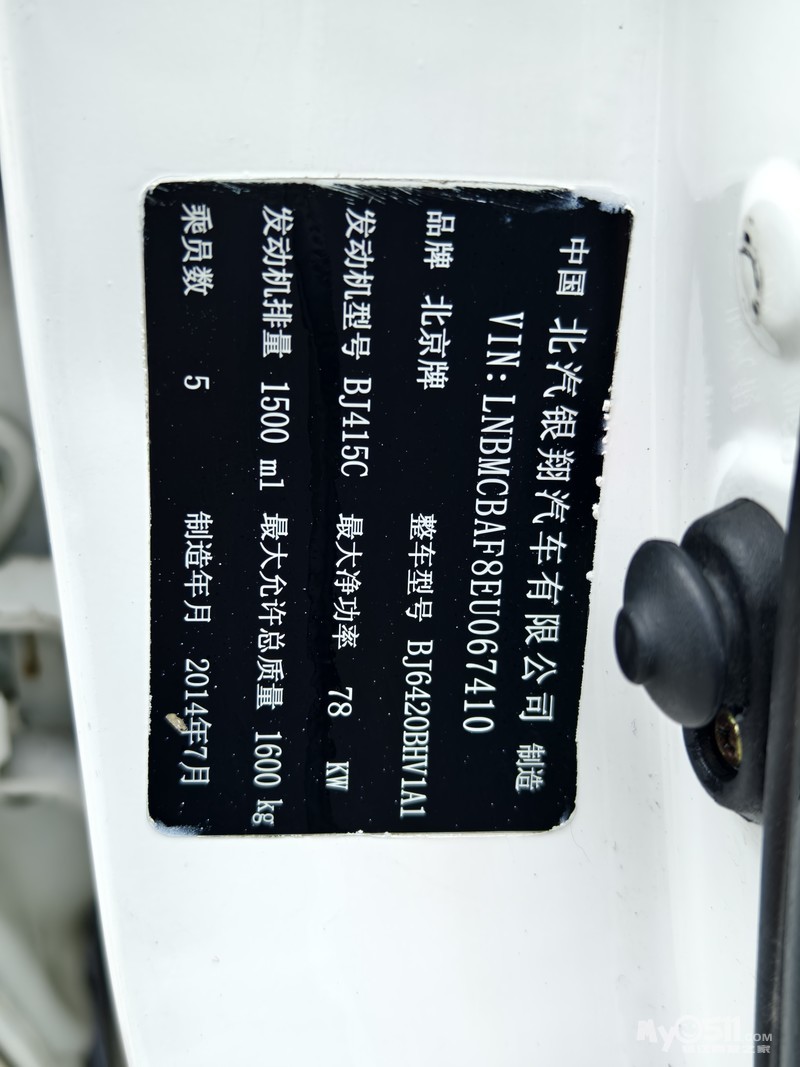 中国 北汽银翔汽车有限公司 制造
VIN:LNBMCBAF8EU067410
品牌 北京牌 整车型号 BJ6420BHV1A1
发动机型号 BJ415C 最大净功率 78 KW
发动机排量 1500 ml 最大允许总质量 1600 kg
乘员数 5 制造年月 2014年7月
My0511.COM